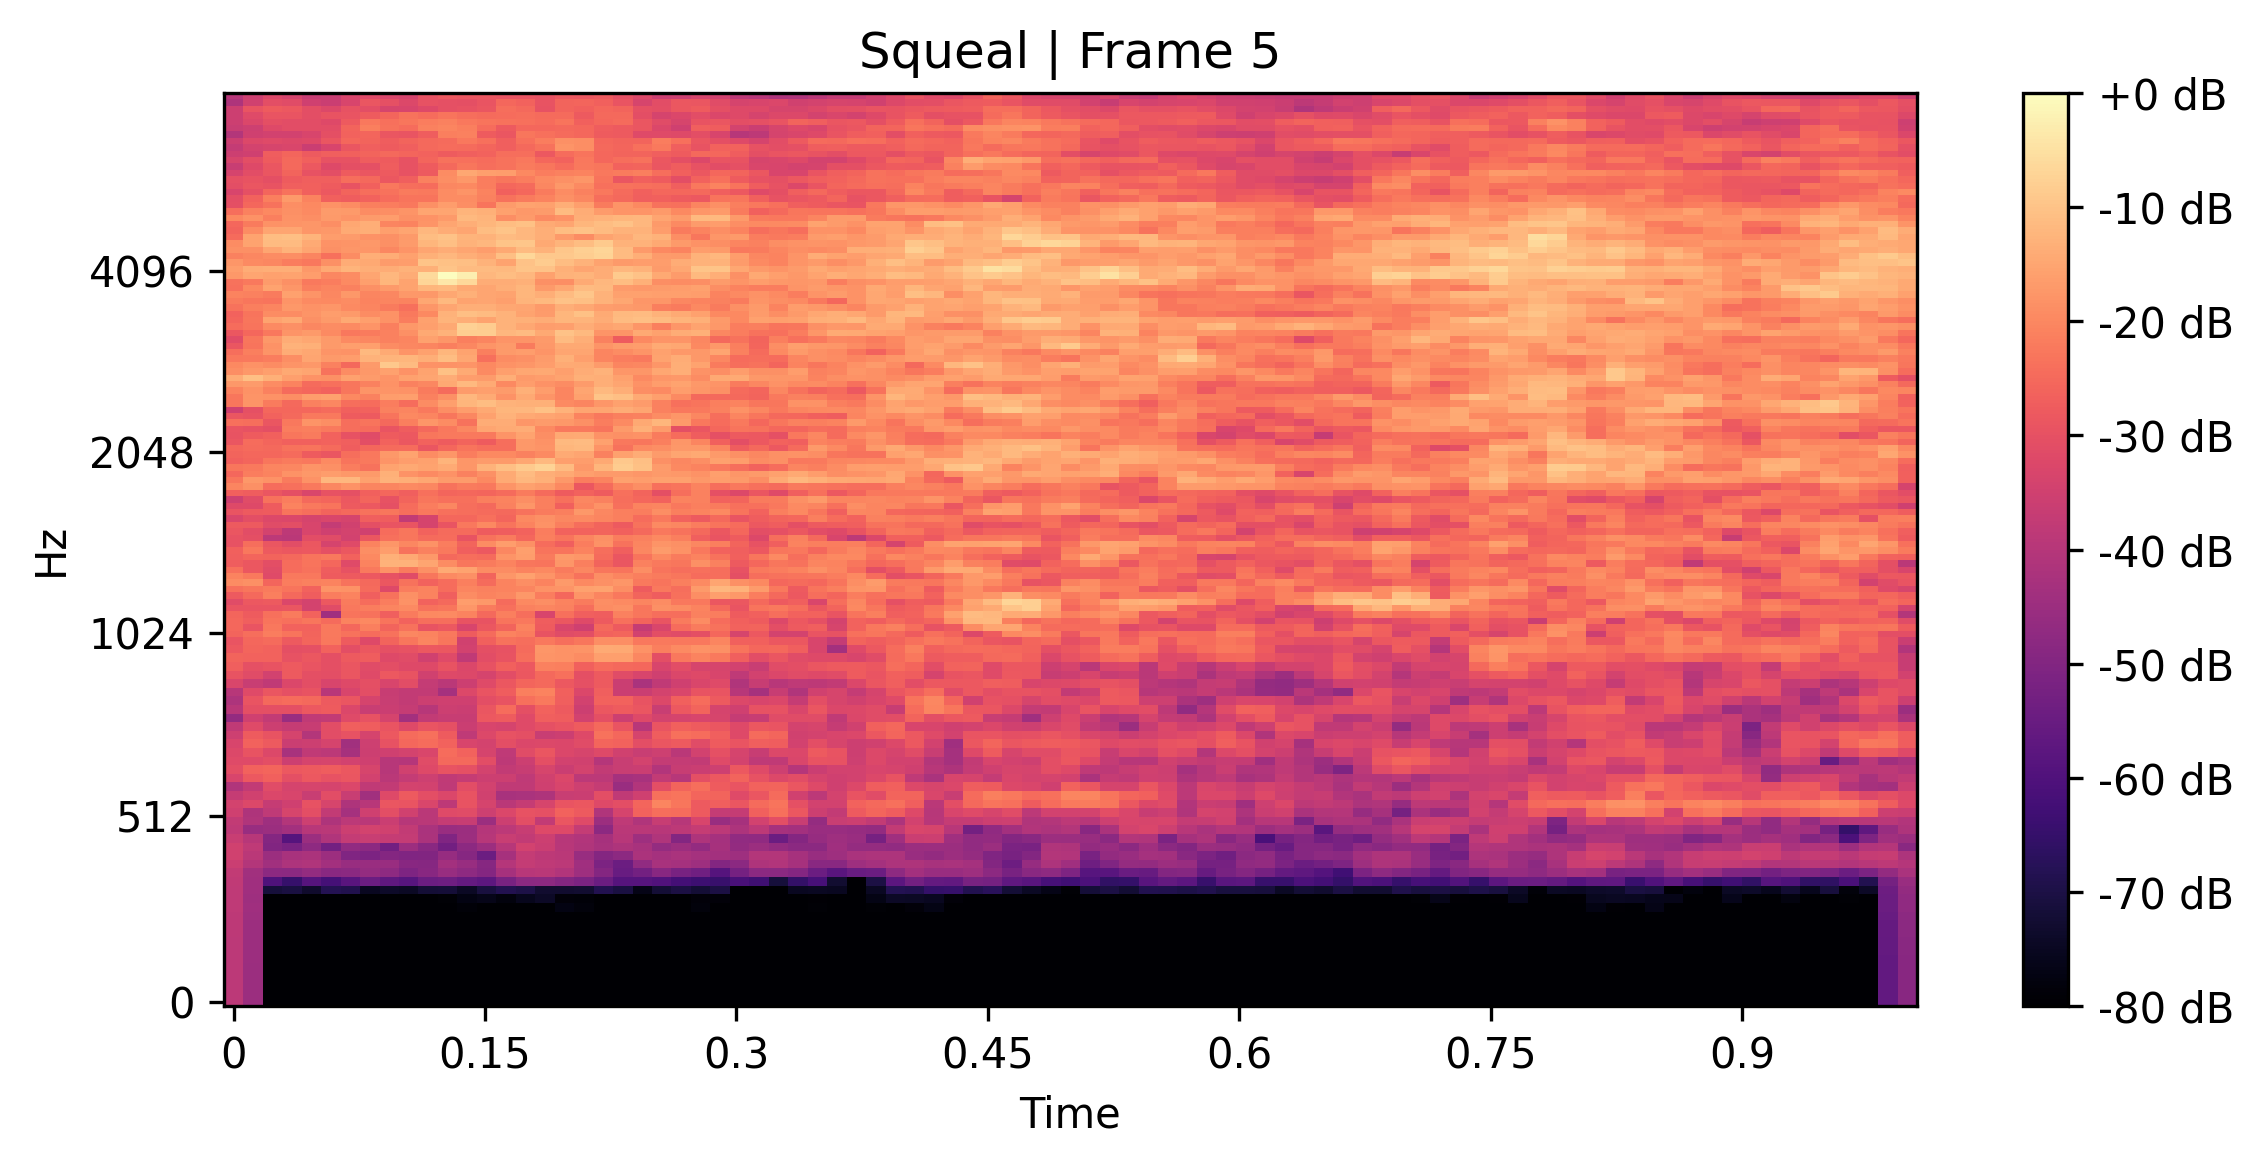 Squeal | Frame 5
+0 dB
-10 dB
-20 dB
-30 dB
-40 dB
-50 dB
-60 dB
-70 dB
-80 dB
4096
2048
1024
512
0
Hz
0 0.15 0.3 0.45 0.6 0.75 0.9
Time